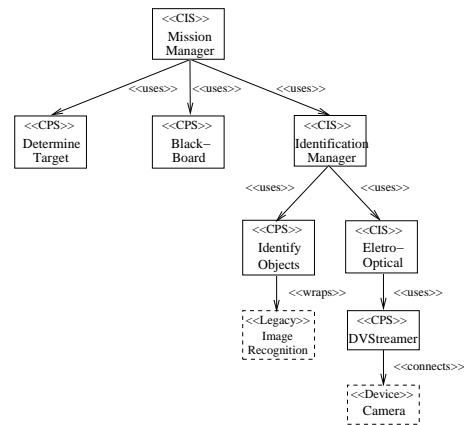 <<CIS>>
Mission
Manager
<<uses>>
<<uses>>
<<uses>>
<<CPS>>
Determine
Target
<<CPS>>
Black−
Board
<<CIS>>
Identification
Manager
<<uses>>
<<uses>>
<<CPS>>
Identify
Objects
<<CIS>>
Eletro−
Optical
<<wraps>>
<<uses>>
<<Legacy>>
Image
Recognition
<<CPS>>
DVStreamer
<<connects>>
<<Device>>
Camera